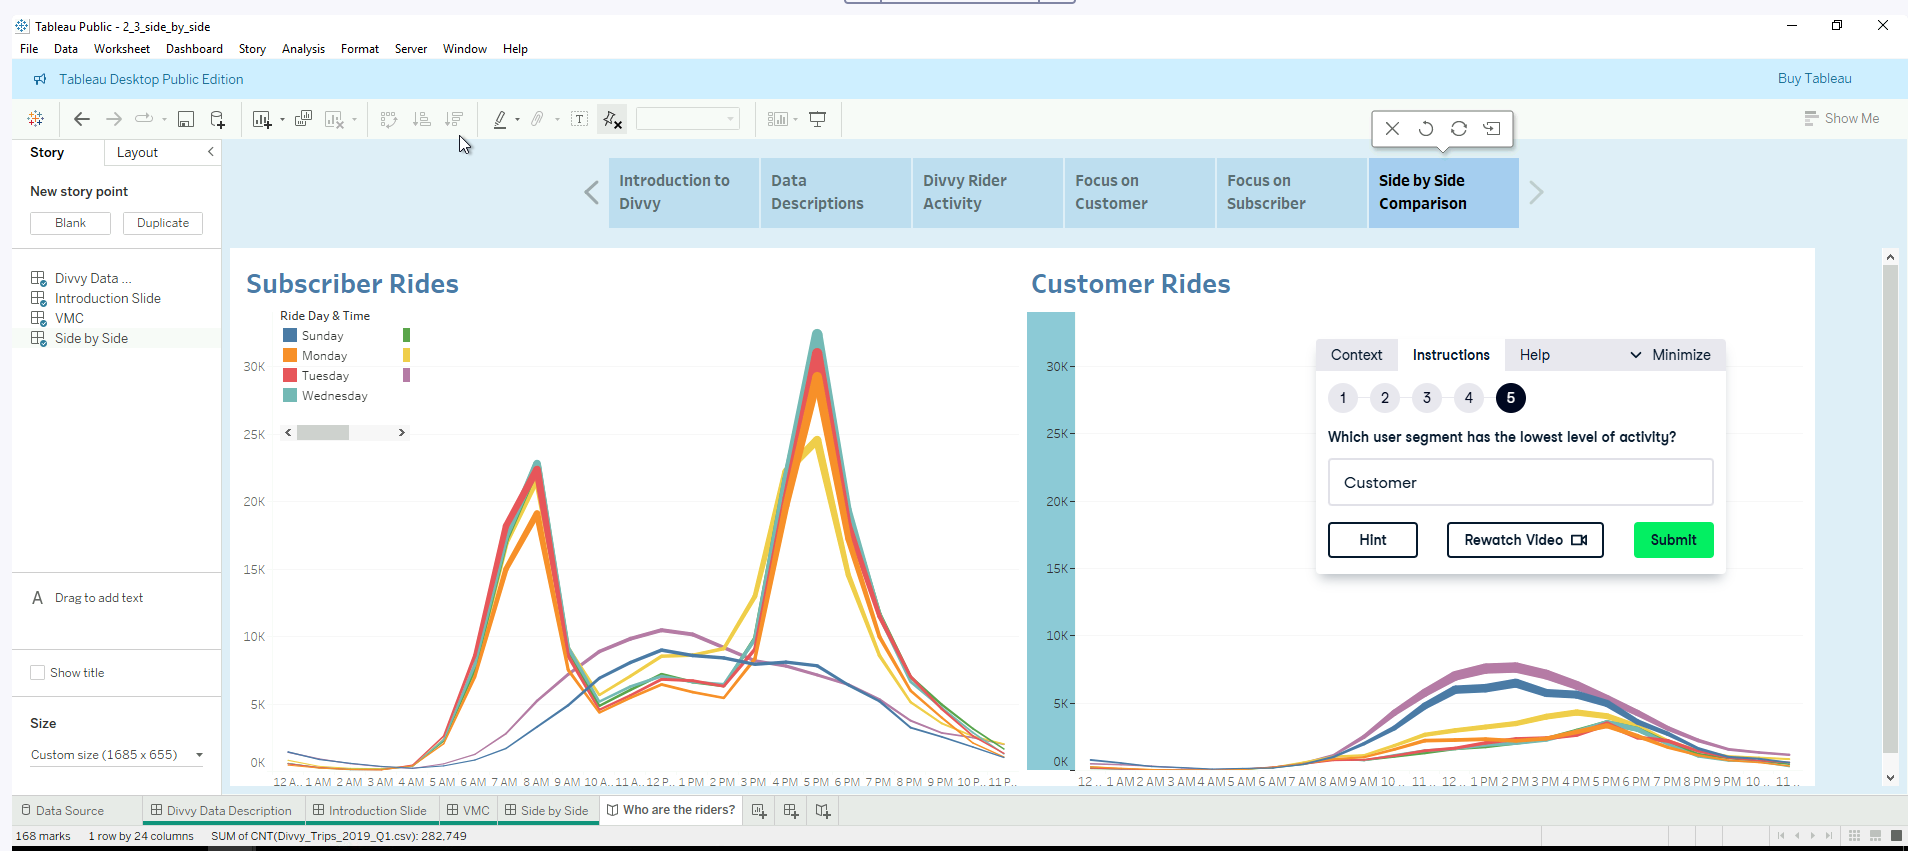 Tableau Public - 2_3_side_by_side
File Data Worksheet Dashboard Story Analysis Format Server Window Help
Tableau Desktop Public Edition
Buy Tableau
T
Show Me
Story Layout
New story point
Blank Duplicate
Divvy Data ...
Introduction Slide
VMC
Side by Side
A Drag to add text
Show title
Size
Custom size (1685 x 655)
Introduction to
Divvy
Data
Descriptions
Divvy Rider
Activity
Focus on
Customer
Focus on
Subscriber
Side by Side
Comparison
Subscriber Rides
Ride Day & Time
Sunday
Monday
Tuesday
Wednesday
30K
25K
20K
15K
10K
5K
0K
12 A.. 1 AM 2 AM 3 AM 4 AM 5 AM 6 AM 7 AM 8 AM 9 AM 10 A.. 11 A.. 12 P.. 1 PM 2 PM 3 PM 4 PM 5 PM 6 PM 7 PM 8 PM 9 PM 10 P.. 11 P..
Customer Rides
30K
25K
20K
15K
10K
5K
0K
12 .. 1 AM 2 AM 3 AM 4 AM 5 AM 6 AM 7 AM 8 AM 9 AM 10 .. 11 .. 12 .. 1 PM 2 PM 3 PM 4 PM 5 PM 6 PM 7 PM 8 PM 9 PM 10 .. 11 ..
Context Instructions Help Minimize
1 2 3 4 5
Which user segment has the lowest level of activity?
Customer
Hint Rewatch Video Submit
Data Source Divvy Data Description Introduction Slide VMC Side by Side Who are the riders?
168 marks 1 row by 24 columns SUM of CNT(Divvy_Trips_2019_Q1.csv): 282,749